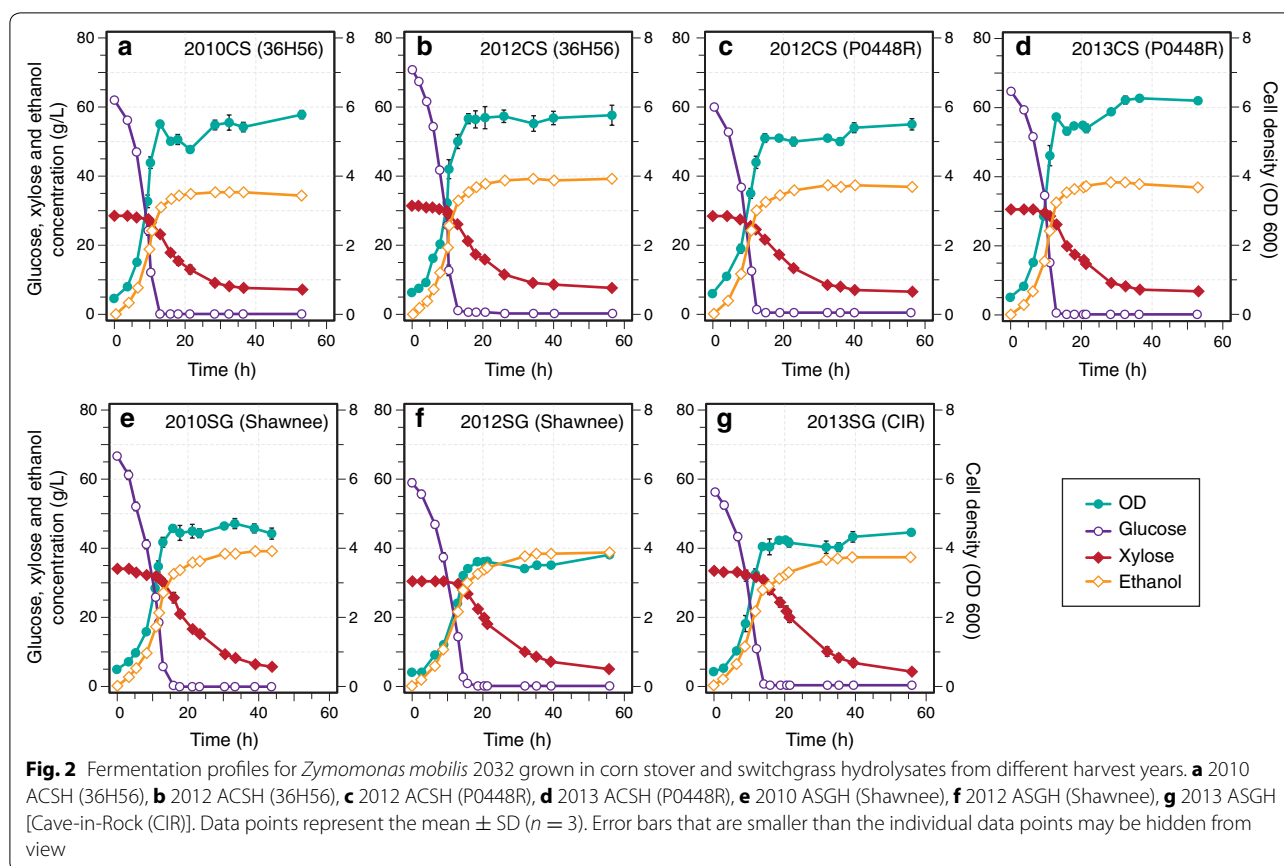 a 2010CS (36H56)
b 2012CS (36H56)
c 2012CS (P0448R)
d 2013CS (P0448R)
80
60
40
20
0
8
6
4
2
0
80
60
40
20
0
8
6
4
2
0
80
60
40
20
0
8
6
4
2
0
80
60
40
20
0
8
6
4
2
0
Glucose, xylose and ethanol
concentration (g/L)
Cell density
(OD 600)
0 20 40 60
0 20 40 60
0 20 40 60
0 20 40 60
Time (h)
Time (h)
Time (h)
Time (h)
e 2010SG (Shawnee)
f 2012SG (Shawnee)
g 2013SG (CIR)
80
60
40
20
0
8
6
4
2
0
80
60
40
20
0
8
6
4
2
0
80
60
40
20
0
8
6
4
2
0
Glucose, xylose and ethanol
concentration (g/L)
Cell density (OD 600)
0 20 40 60
0 20 40 60
0 20 40 60
Time (h)
Time (h)
Time (h)
OD
Glucose
Xylose
Ethanol
Fig. 2 Fermentation profiles for Zymomonas mobilis 2032 grown in corn stover and switchgrass hydrolysates from different harvest years. a 2010
ACSH (36H56), b 2012 ACSH (36H56), c 2012 ACSH (P0448R), d 2013 ACSH (P0448R), e 2010 ASGH (Shawnee), f 2012 ASGH (Shawnee), g 2013 ASGH
[Cave-in-Rock (CIR)]. Data points represent the mean ± SD (n = 3). Error bars that are smaller than the individual data points may be hidden from
view